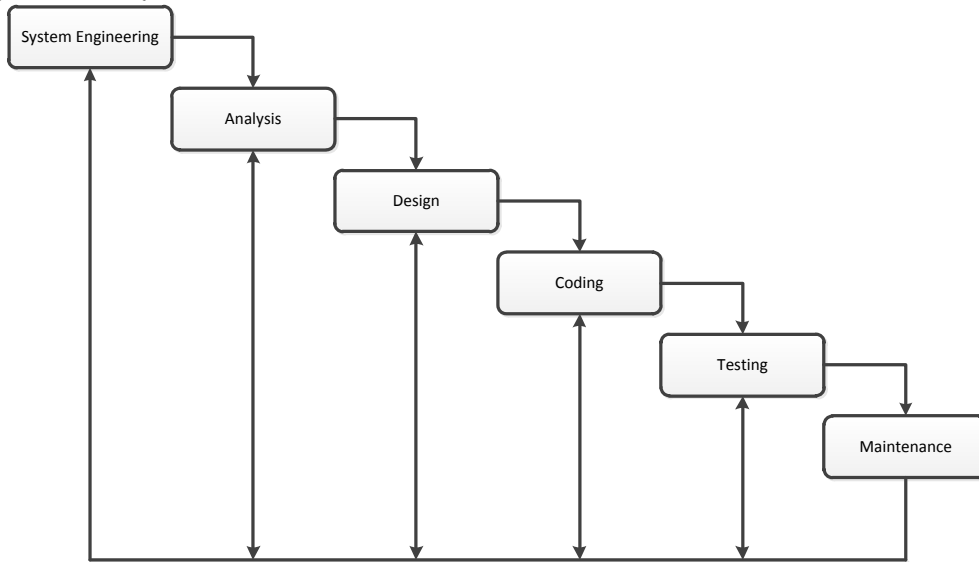 System Engineering
Analysis
Design
Coding
Testing
Maintenance